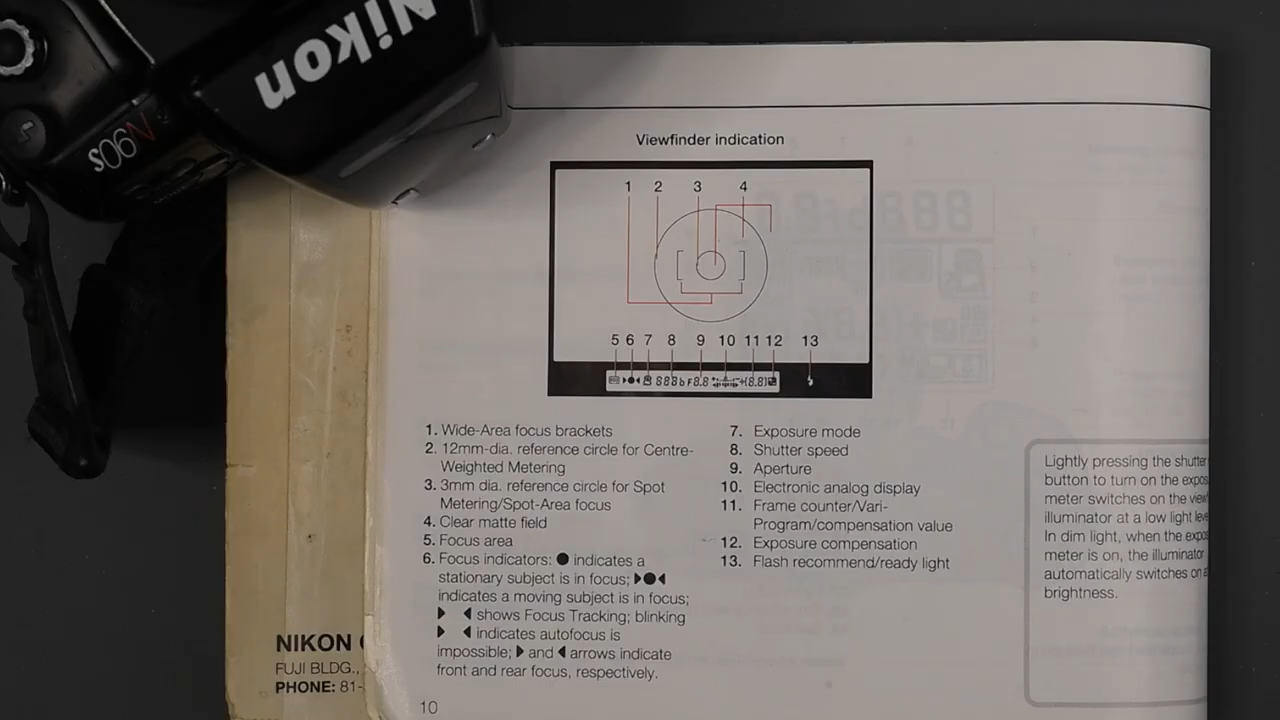 Nikon
N90s
Viewfinder indication
1 2 3 4
5 6 7 8 9 10 11 12 13
888b F8.8 +(8.8)
1. Wide-Area focus brackets
2. 12mm-dia. reference circle for Centre-
Weighted Metering
3. 3mm dia. reference circle for Spot
Metering/Spot-Area focus
4. Clear matte field
5. Focus area
6. Focus indicators: ● indicates a
stationary subject is in focus; ▶●◀
indicates a moving subject is in focus;
▶ ◀ shows Focus Tracking; blinking
▶ ◀ indicates autofocus is
impossible; ▶ and ◀ arrows indicate
front and rear focus, respectively.
7. Exposure mode
8. Shutter speed
9. Aperture
10. Electronic analog display
11. Frame counter/Vari-
Program/compensation value
12. Exposure compensation
13. Flash recommend/ready light
Lightly pressing the shutter
button to turn on the
meter switches on the
illuminator at a low light
In dim light, when the
meter is on, the illuminator
automatically switches on
brightness.
NIKON
FUJI BLDG.,
PHONE: 81-
10